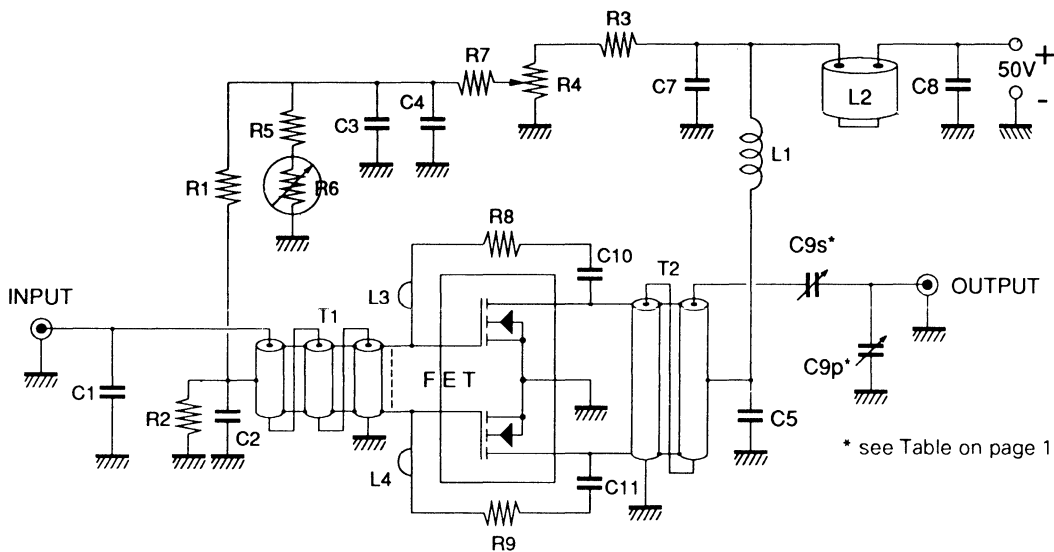 R3
R7
R4
C4
C3
R5
R6
R1
C7
L2
C8
50V
+
-
L1
R8
C10
T2
C9s*
OUTPUT
C9p*
INPUT
L3
T1
FET
C1
R2
C2
L4
C11
C5
R9
* see Table on page 1